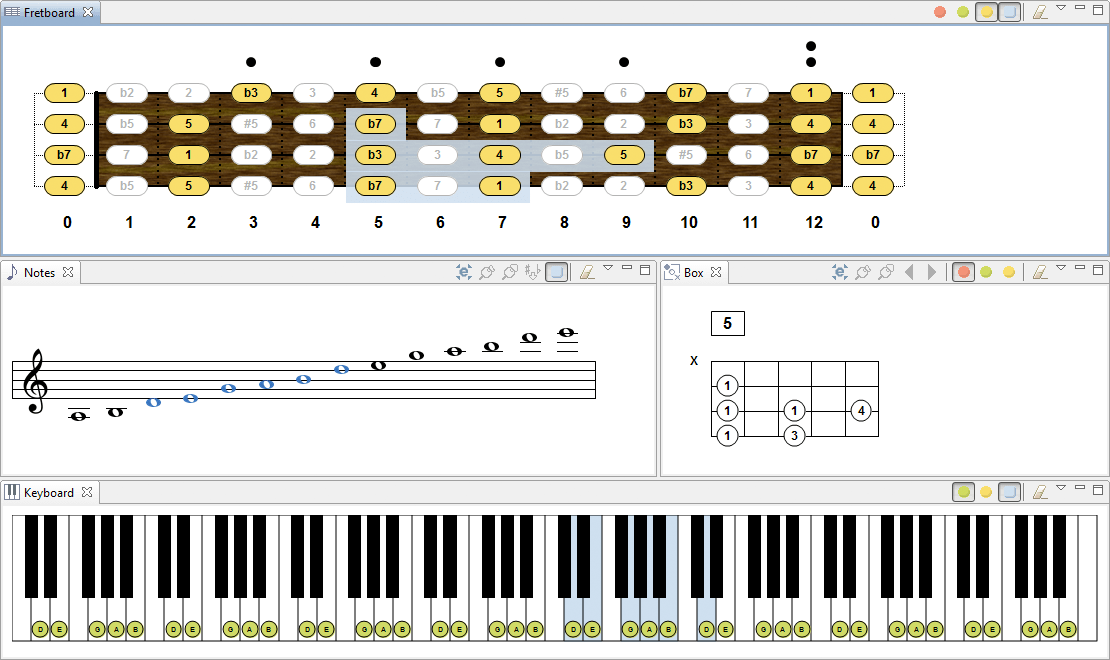 Fretboard
1 b2 2 b3 3 4 b5 5 #5 6 b7 7 1 1
4 b5 5 #5 6 b7 7 1 b2 2 b3 3 4 4
b7 7 1 b2 2 b3 3 4 b5 5 #5 6 b7 b7
4 b5 5 #5 6 b7 7 1 b2 2 b3 3 4 4
0 1 2 3 4 5 6 7 8 9 10 11 12 0
Notes
Box
5
X
1
1 1 4
1 3
Keyboard
D E G A B D E G A B D E G A B D E G A B D E G A B D E G A B D E G A B D E G A B